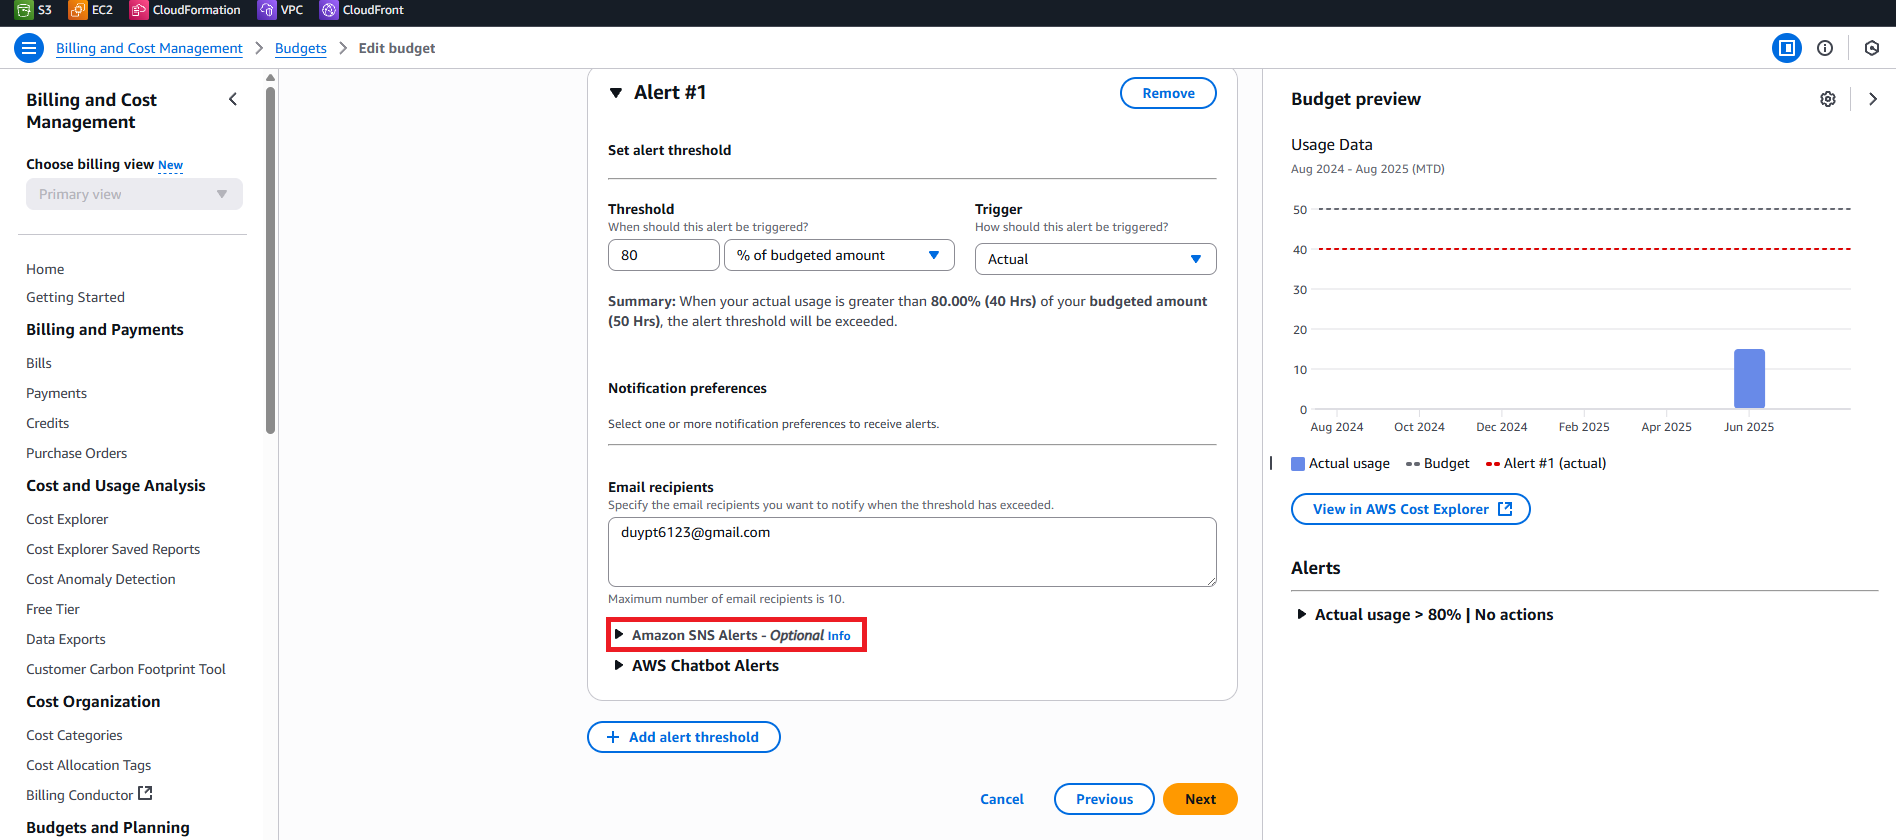 S3 EC2 CloudFormation VPC CloudFront
Billing and Cost Management > Budgets > Edit budget
Billing and Cost
Management
Choose billing view New
Primary view
Home
Getting Started
Billing and Payments
Bills
Payments
Credits
Purchase Orders
Cost and Usage Analysis
Cost Explorer
Cost Explorer Saved Reports
Cost Anomaly Detection
Free Tier
Data Exports
Customer Carbon Footprint Tool
Cost Organization
Cost Categories
Cost Allocation Tags
Billing Conductor
Budgets and Planning
Alert #1
Remove
Set alert threshold
Threshold
When should this alert be triggered?
80
% of budgeted amount
Trigger
How should this alert be triggered?
Actual
Summary: When your actual usage is greater than 80.00% (40 Hrs) of your budgeted amount
(50 Hrs), the alert threshold will be exceeded.
Notification preferences
Select one or more notification preferences to receive alerts.
Email recipients
Specify the email recipients you want to notify when the threshold has exceeded.
duypt6123@gmail.com
Maximum number of email recipients is 10.
Amazon SNS Alerts - Optional Info
AWS Chatbot Alerts
+ Add alert threshold
Cancel
Previous
Next
Budget preview
Usage Data
Aug 2024 - Aug 2025 (MTD)
50
40
30
20
10
0
Aug 2024 Oct 2024 Dec 2024 Feb 2025 Apr 2025 Jun 2025
Actual usage Budget Alert #1 (actual)
View in AWS Cost Explorer
Alerts
Actual usage > 80% | No actions